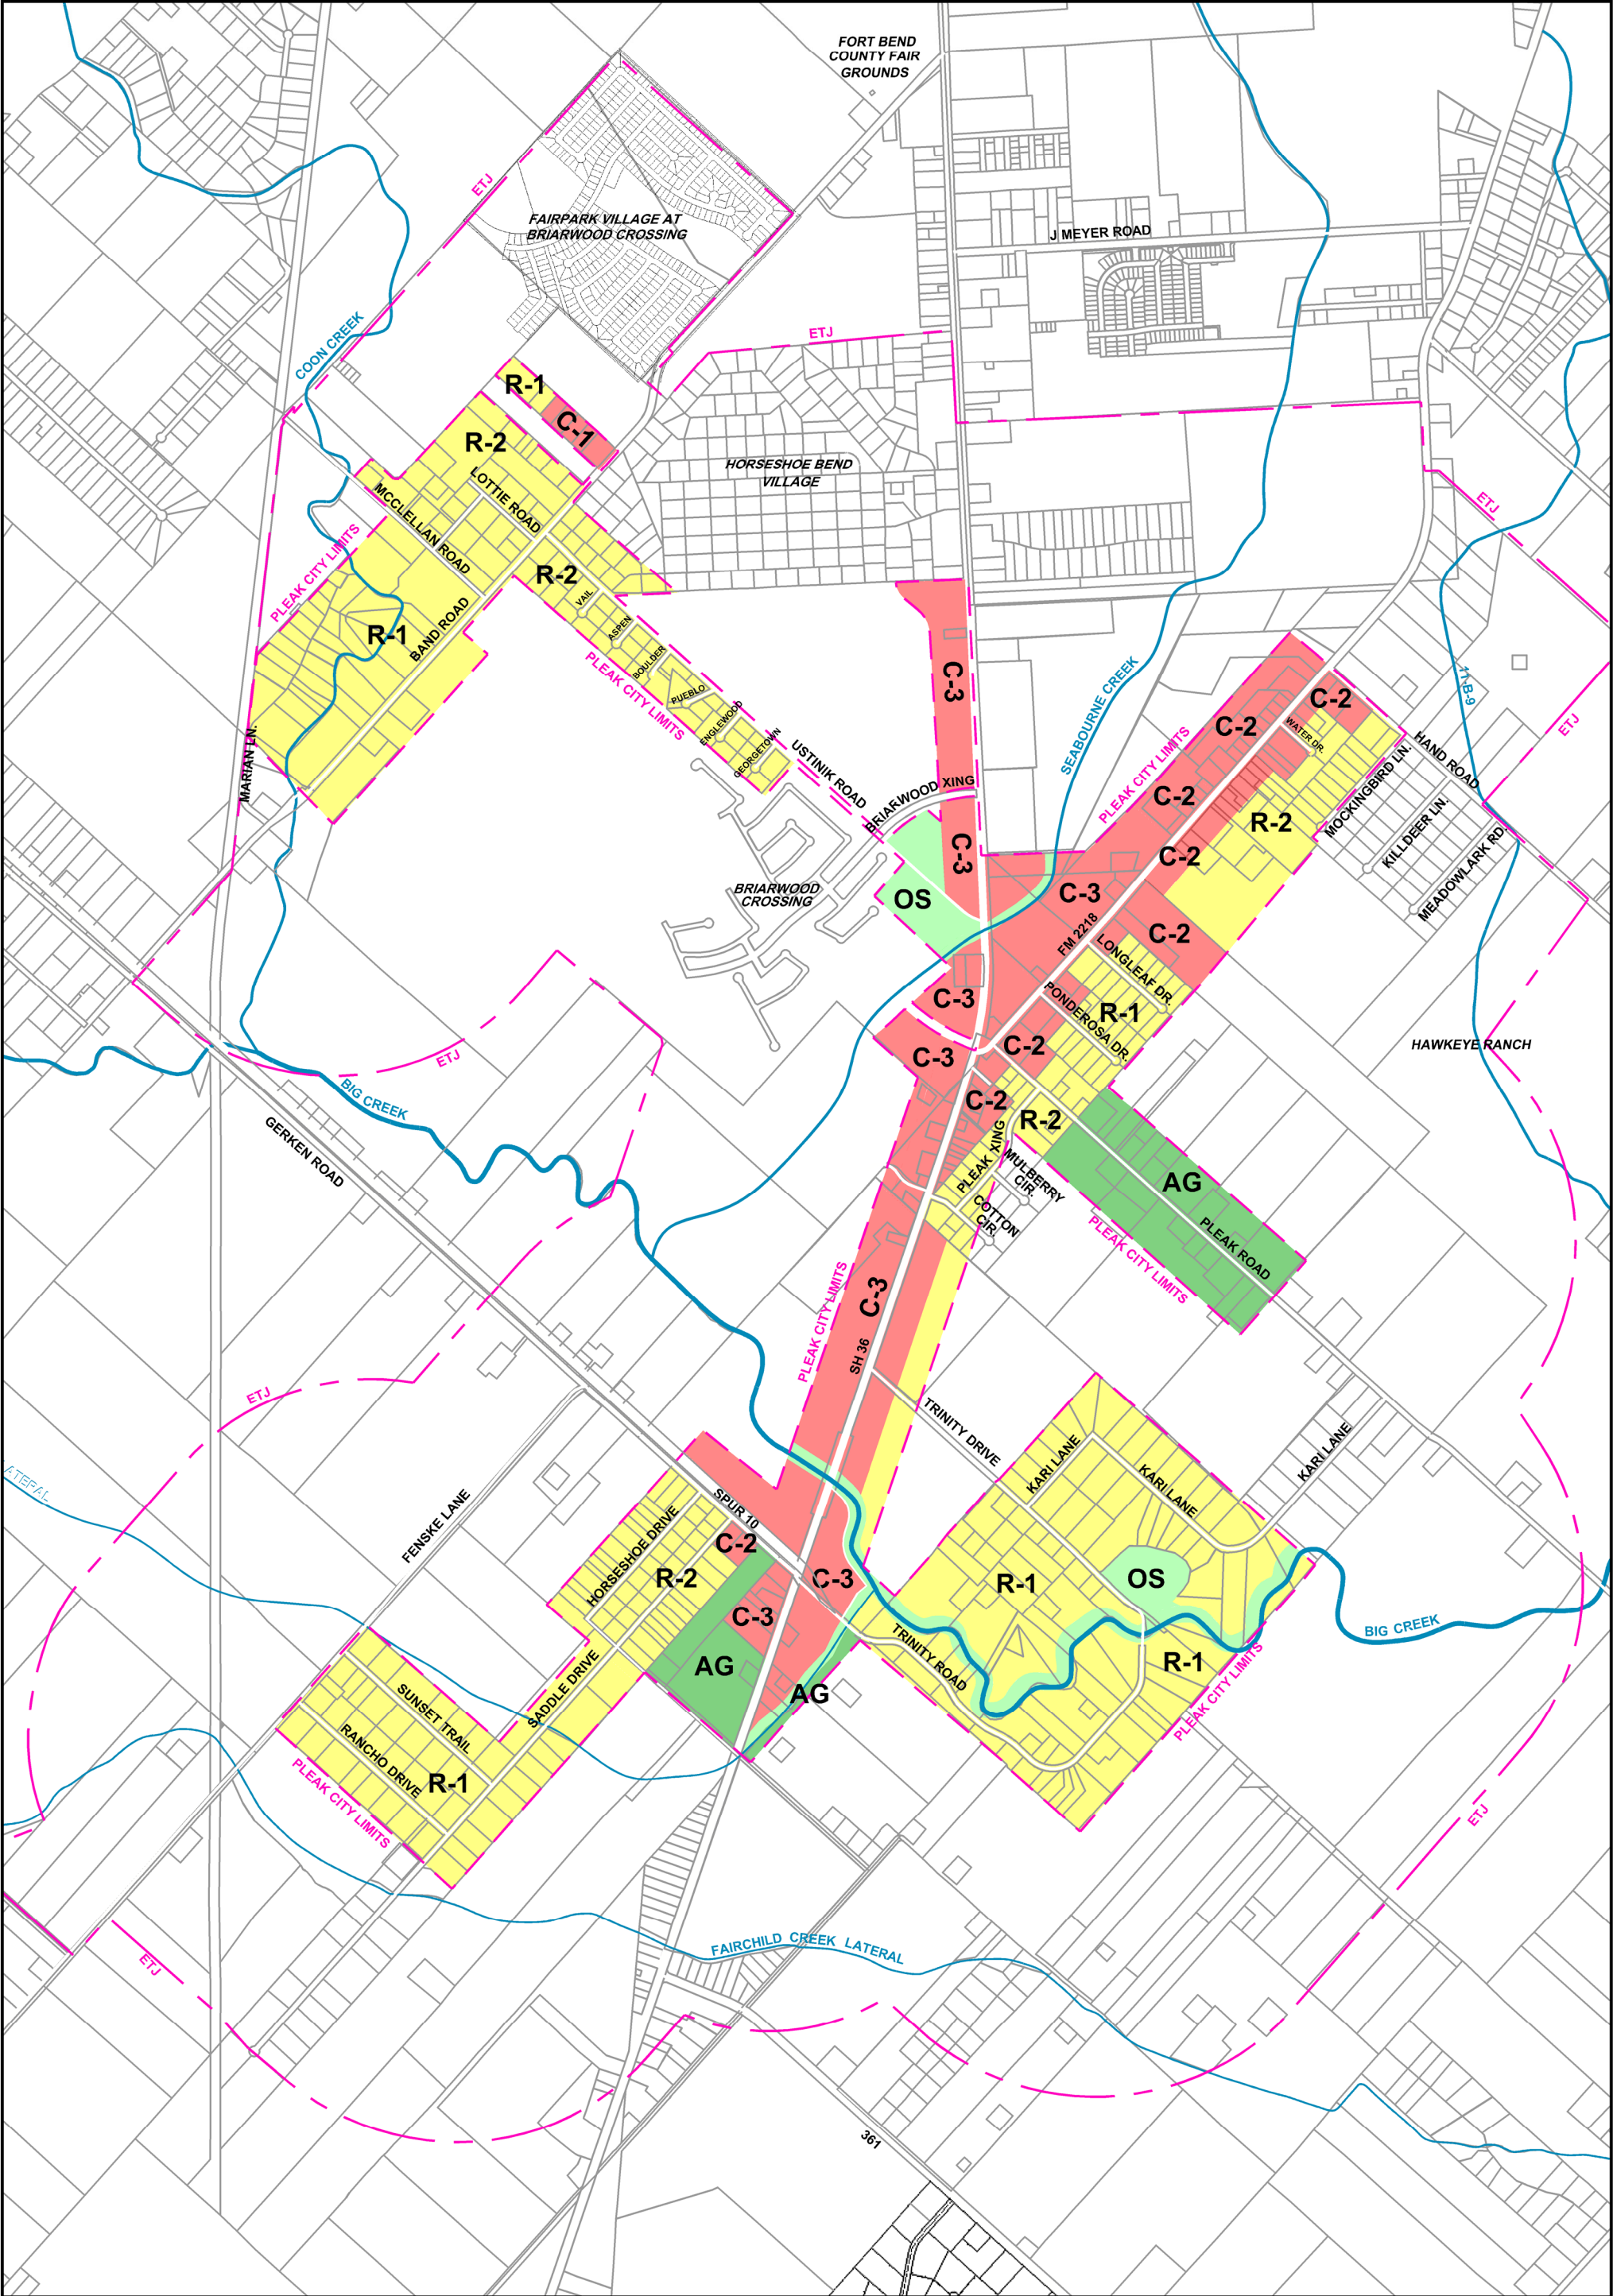 FORT BEND
COUNTY FAIR
GROUNDS
ETJ
FAIRPARK VILLAGE AT
BRIARWOOD CROSSING
J MEYER ROAD
COON CREEK
ETJ
R-1
C-1
R-2
LOTTIE ROAD
MCCLELLAN ROAD
HORSESHOE BEND
VILLAGE
ETJ
PLEAK CITY LIMITS
R-2
VAIL
R-1
BAND ROAD
ASPEN
BOULDER
PUEBLO
ENGLEWOOD
GEORGETOWN
PLEAK CITY LIMITS
USTINIK ROAD
MARIAN LN.
C-3
SEABOURNE CREEK
11-B-9
ETJ
C-2
C-2
WATER DR.
PLEAK CITY LIMITS
HAND ROAD
MOCKINGBIRD LN.
KILLDEER LN.
MEADOWLARK RD.
C-2
R-2
C-2
BRIARWOOD XING
C-3
BRIARWOOD
CROSSING
OS
C-3
FM 2218
C-2
LONGLEAF DR.
C-3
PONDEROSA DR.
R-1
C-2
HAWKEYE RANCH
C-3
ETJ
BIG CREEK
C-2
R-2
PLEAK XING
MULBERRY
CIR.
GERKEN ROAD
AG
COTTON
CIR.
PLEAK ROAD
PLEAK CITY LIMITS
C-3
PLEAK CITY LIMITS
SH 36
ETJ
TRINITY DRIVE
KARI LANE
KARI LANE
KARI LANE
FENSKE LANE
SPUR 10
HORSESHOE DRIVE
C-2
R-2
C-3
R-1
OS
C-3
BIG CREEK
TRINITY ROAD
AG
R-1
AG
PLEAK CITY LIMITS
SADDLE DRIVE
SUNSET TRAIL
RANCHO DRIVE
R-1
PLEAK CITY LIMITS
ETJ
FAIRCHILD CREEK LATERAL
ETJ
361